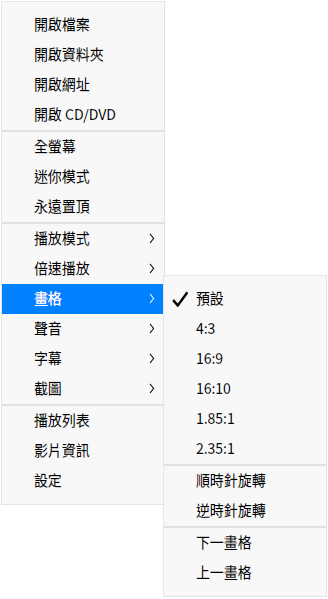 開啟檔案
開啟資料夾
開啟網址
開啟 CD/DVD
全螢幕
迷你模式
永遠置頂
播放模式
倍速播放
畫格
聲音
字幕
截圖
播放列表
影片資訊
設定
預設
4:3
16:9
16:10
1.85:1
2.35:1
順時針旋轉
逆時針旋轉
下一畫格
上一畫格